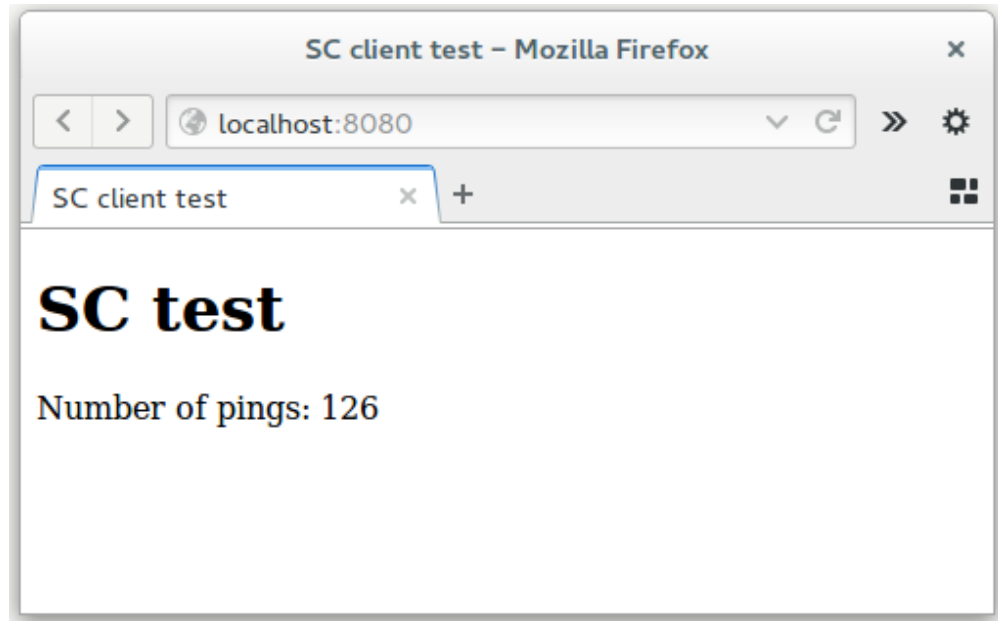 SC client test – Mozilla Firefox
localhost:8080
SC client test
SC test
Number of pings: 126